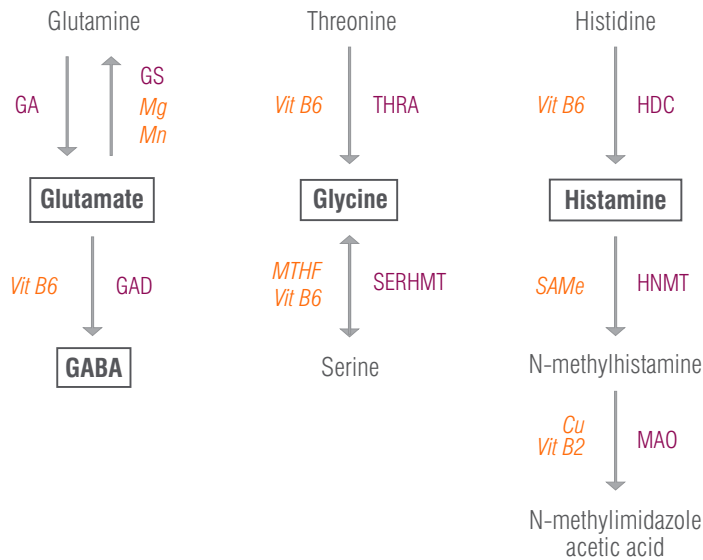 Glutamine
GA
GS
Mg
Mn
Glutamate
Vit B6
GAD
GABA
Threonine
Vit B6
THRA
Glycine
MTHF
Vit B6
SERHMT
Serine
Histidine
Vit B6
HDC
Histamine
SAMe
HNMT
N-methylhistamine
Cu
Vit B2
MAO
N-methylimidazole
acetic acid